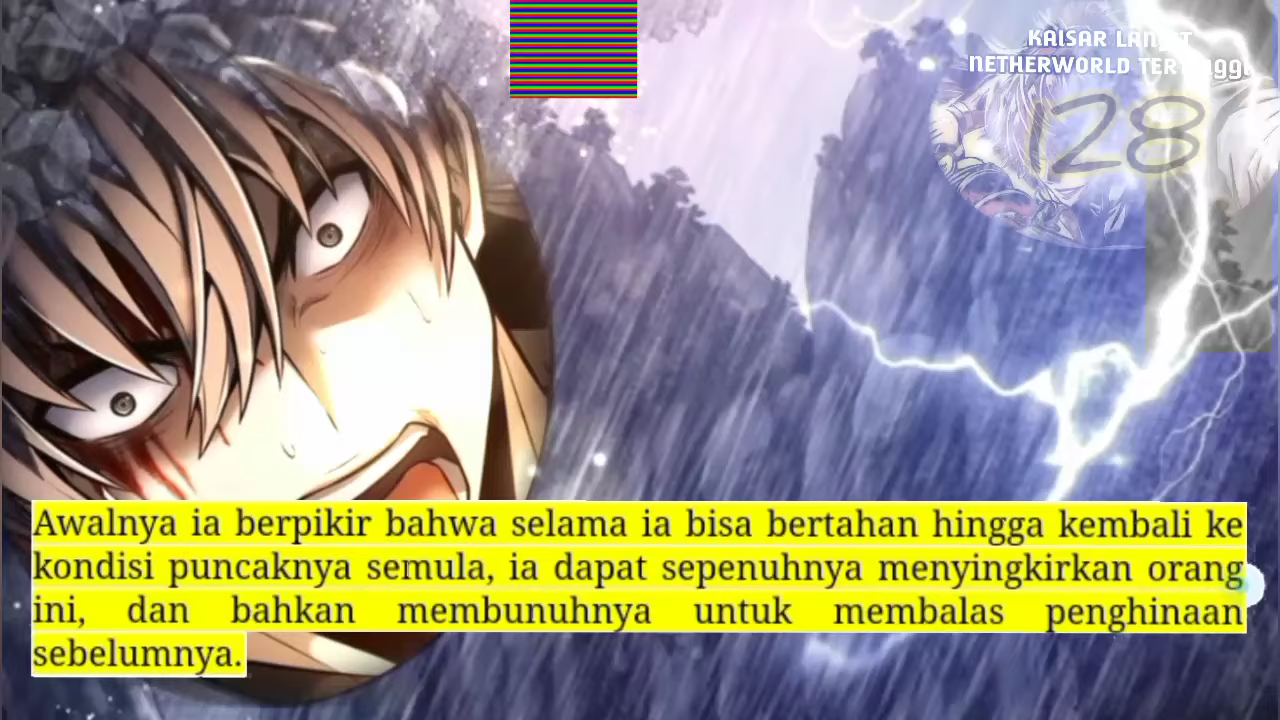 KAISAR LANGIT
NETHERWORLD TERTINGGI
128
Awalnya ia berpikir bahwa selama ia bisa bertahan hingga kembali ke
kondisi puncaknya semula, ia dapat sepenuhnya menyingkirkan orang
ini, dan bahkan membunuhnya untuk membalas penghinaan
sebelumnya.